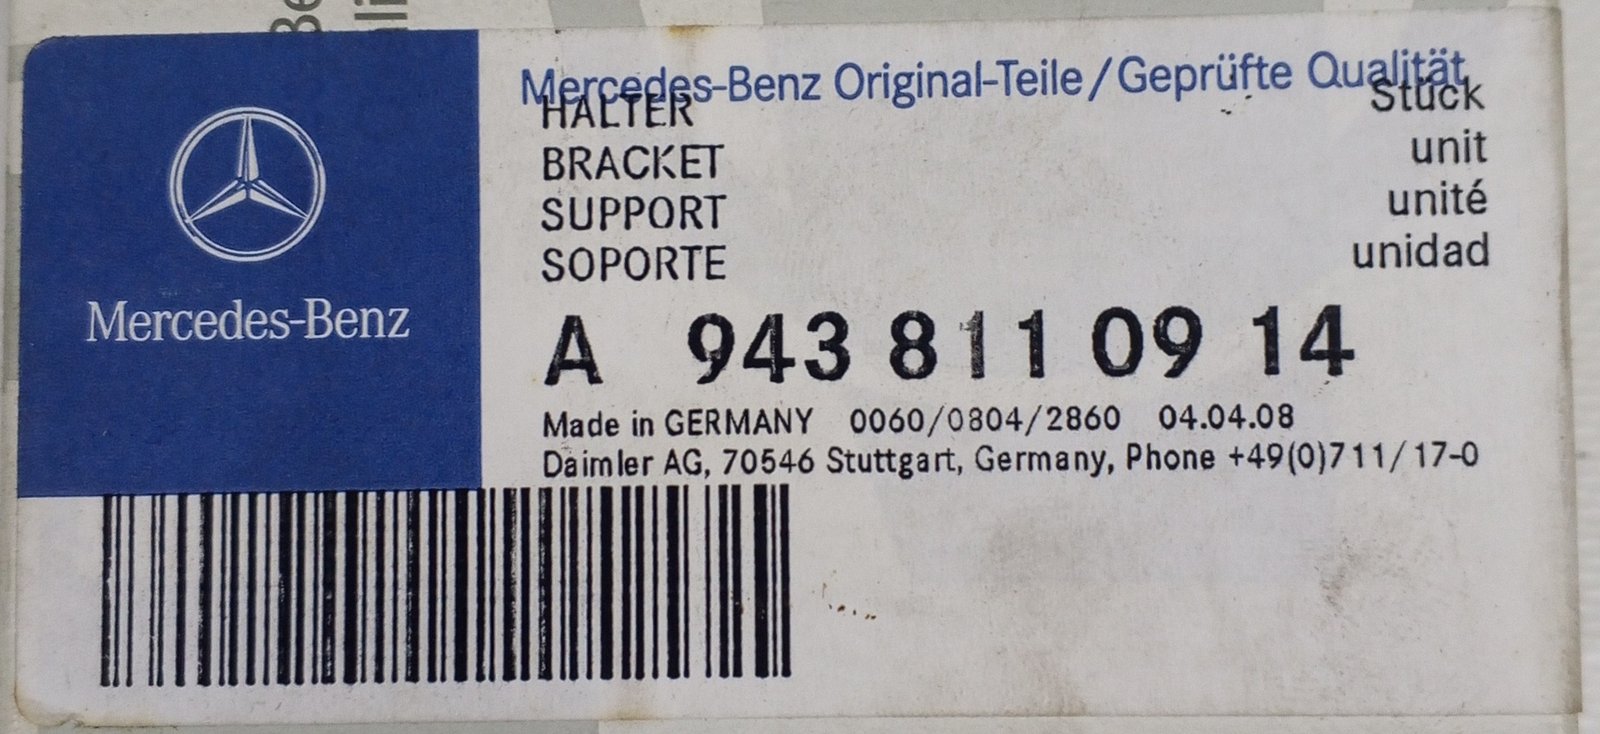 Mercedes-Benz
Mercedes-Benz Original-Teile/Geprüfte Qualität
HALTER Stück
BRACKET unit
SUPPORT unité
SOPORTE unidad
A 943 811 09 14
Made in GERMANY 0060/0804/2860 04.04.08
Daimler AG, 70546 Stuttgart, Germany, Phone +49(0)711/17-0